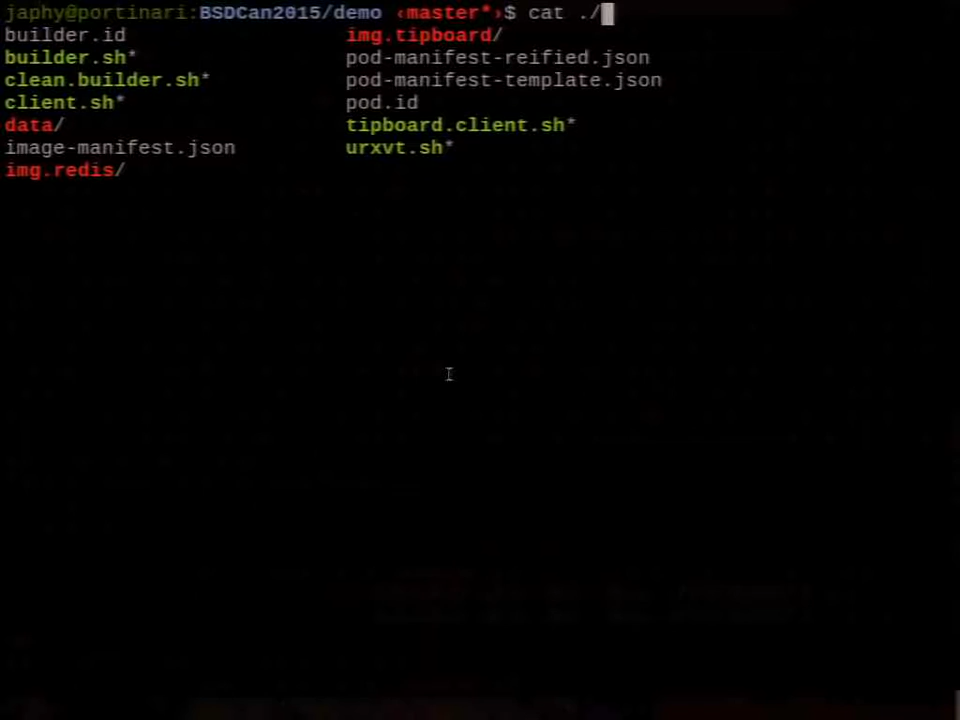 japhy@portinari:BSDCan2015/demo ‹master*›$ cat ./
builder.id img.tipboard/
builder.sh* pod-manifest-reified.json
clean.builder.sh* pod-manifest-template.json
client.sh* pod.id
data/ tipboard.client.sh*
image-manifest.json urxvt.sh*
img.redis/